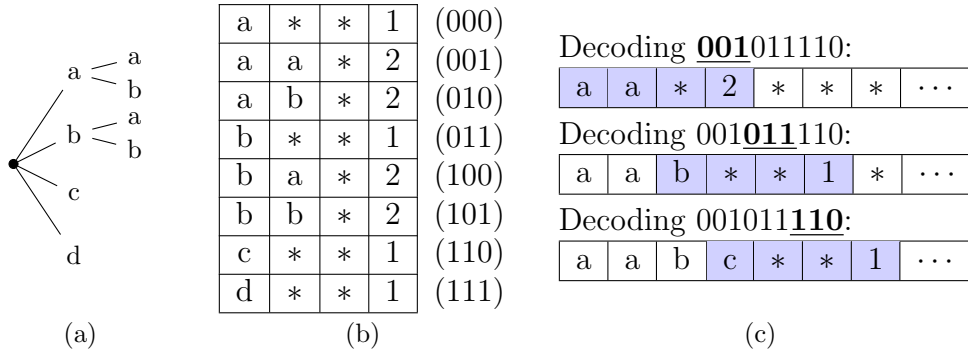 a
a
b
b
a
b
c
d
(a)
a * * 1 (000)
a a * 2 (001)
a b * 2 (010)
b * * 1 (011)
b a * 2 (100)
b b * 2 (101)
c * * 1 (110)
d * * 1 (111)
(b)
Decoding 001011110:
a a * 2 * * * ⋯
Decoding 001011110:
a a b * * 1 * ⋯
Decoding 001011110:
a a b c * * 1 ⋯
(c)